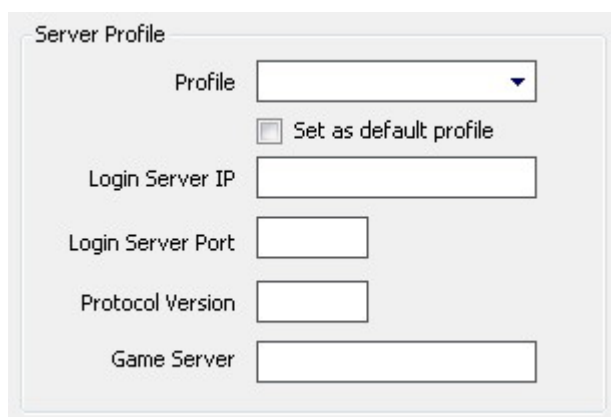 Server Profile
Profile
Set as default profile
Login Server IP
Login Server Port
Protocol Version
Game Server